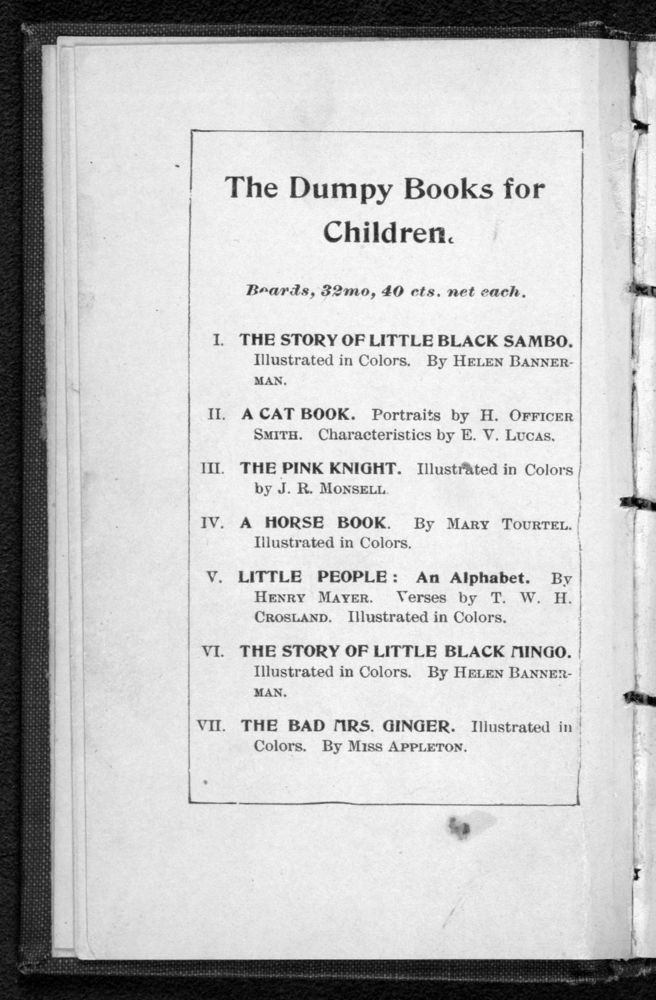 The Dumpy Books for
Children.
Boards, 32mo, 40 cts. net each.
I. THE STORY OF LITTLE BLACK SAMBO.
Illustrated in Colors. By HELEN BANNER-
MAN.
II. A CAT BOOK. Portraits by H. OFFICER
SMITH. Characteristics by E. V. LUCAS.
III. THE PINK KNIGHT. Illustrated in Colors
by J. R. MONSELL.
IV. A HORSE BOOK. By MARY TOURTEL.
Illustrated in Colors.
V. LITTLE PEOPLE: An Alphabet. By
HENRY MAYER. Verses by T. W. H.
CROSLAND. Illustrated in Colors.
VI. THE STORY OF LITTLE BLACK MINGO.
Illustrated in Colors. By HELEN BANNER-
MAN.
VII. THE BAD MRS. GINGER. Illustrated in
Colors. By MISS APPLETON.